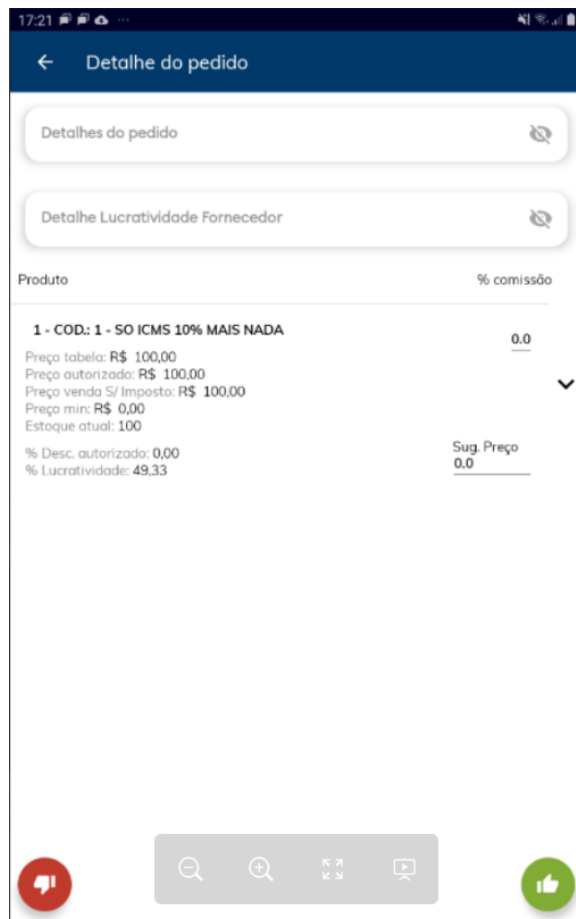 17:21
Detalhe do pedido
Detalhes do pedido
Detalhe Lucratividade Fornecedor
Produto % comissão
1 - COD.: 1 - SO ICMS 10% MAIS NADA
0.0
Preço tabela: R$ 100,00
Preço autorizado: R$ 100,00
Preço venda S/ Imposto: R$ 100,00
Preço min: R$ 0,00
Estoque atual: 100
% Desc. autorizado: 0,00
% Lucratividade: 49,33
Sug. Preço
0.0